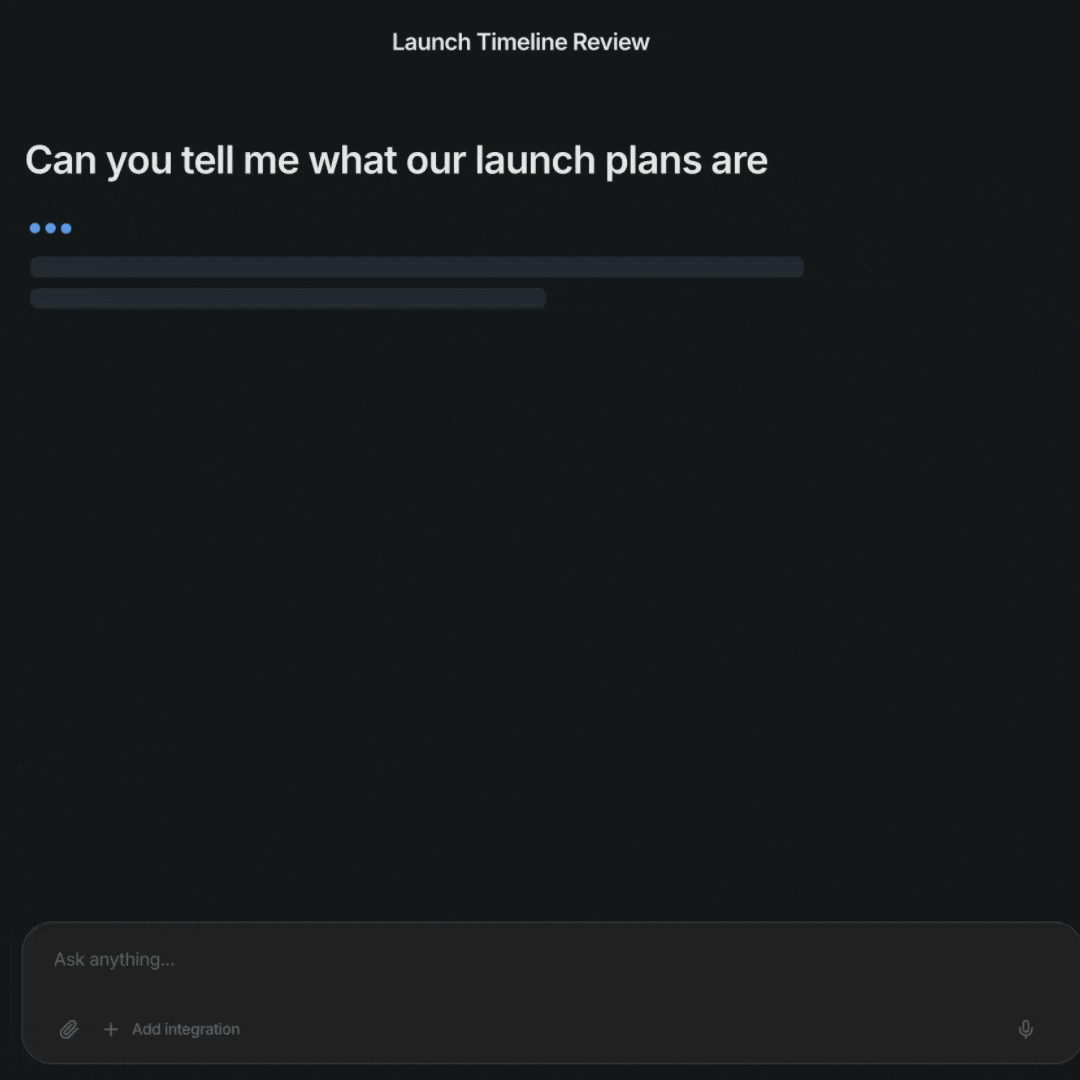 Launch Timeline Review
Can you tell me what our launch plans are
Ask anything...
Add integration